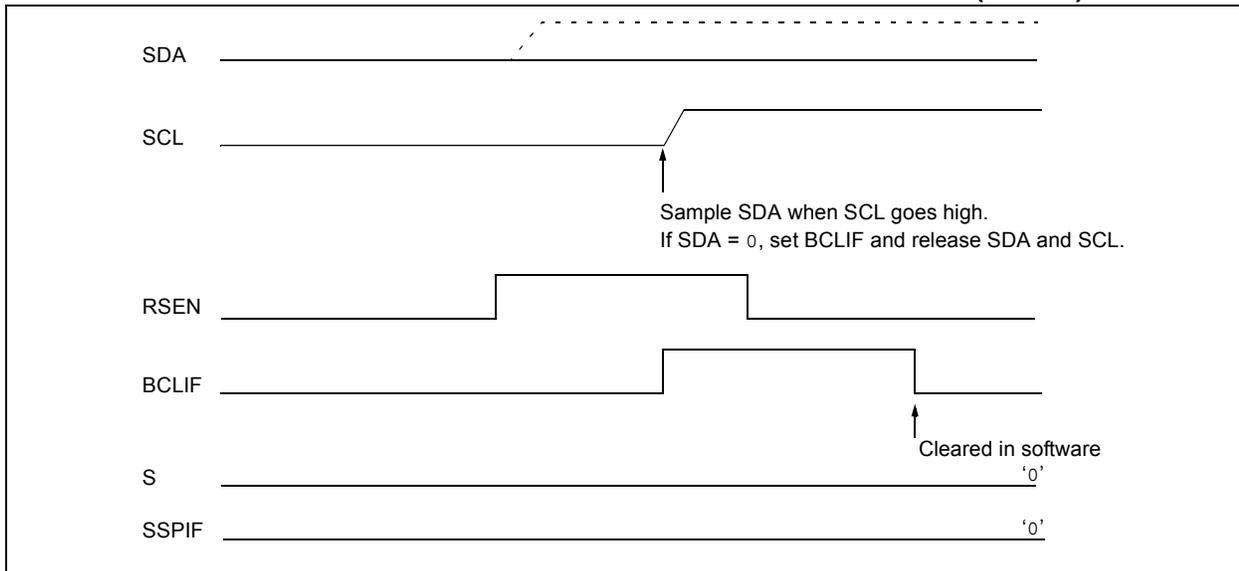 SDA
SCL
Sample SDA when SCL goes high.
If SDA = 0, set BCLIF and release SDA and SCL.
RSEN
BCLIF
Cleared in software
S
‘0’
SSPIF
‘0’